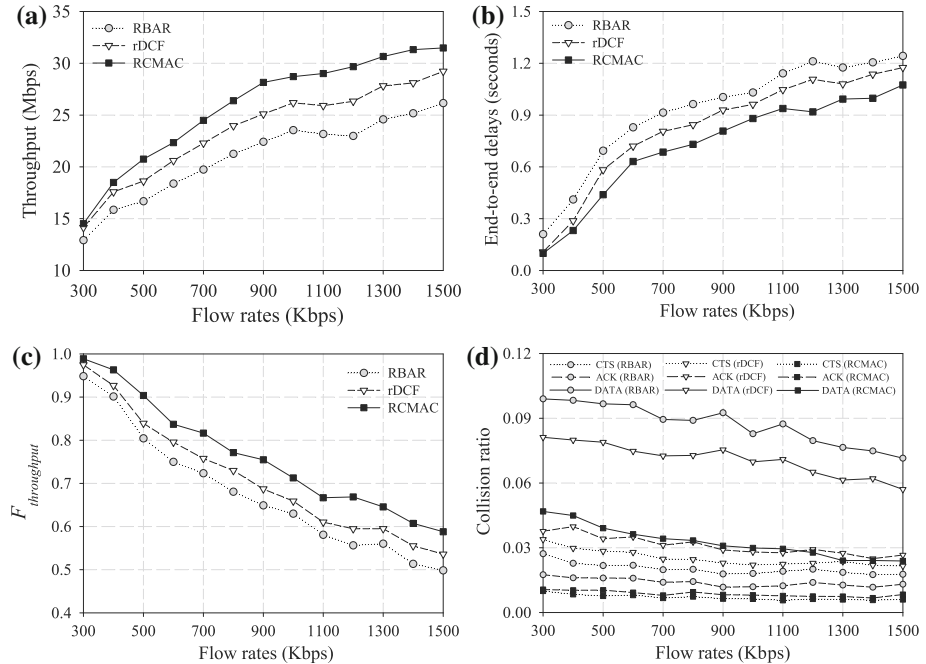 (a)
35
30
25
20
15
10
Throughput (Mbps)
RBAR
rDCF
RCMAC
300 500 700 900 1100 1300 1500
Flow rates (Kbps)
(b)
1.5
1.2
0.9
0.6
0.3
0.0
End-to-end delays (seconds)
RBAR
rDCF
RCMAC
300 500 700 900 1100 1300 1500
Flow rates (Kbps)
(c)
1.0
0.9
0.8
0.7
0.6
0.5
0.4
F throughput
RBAR
rDCF
RCMAC
300 500 700 900 1100 1300 1500
Flow rates (Kbps)
(d)
0.12
0.09
0.06
0.03
0.00
Collision ratio
CTS (RBAR) CTS (rDCF) CTS (RCMAC)
ACK (RBAR) ACK (rDCF) ACK (RCMAC)
DATA (RBAR) DATA (rDCF) DATA (RCMAC)
300 500 700 900 1100 1300 1500
Flow rates (Kbps)